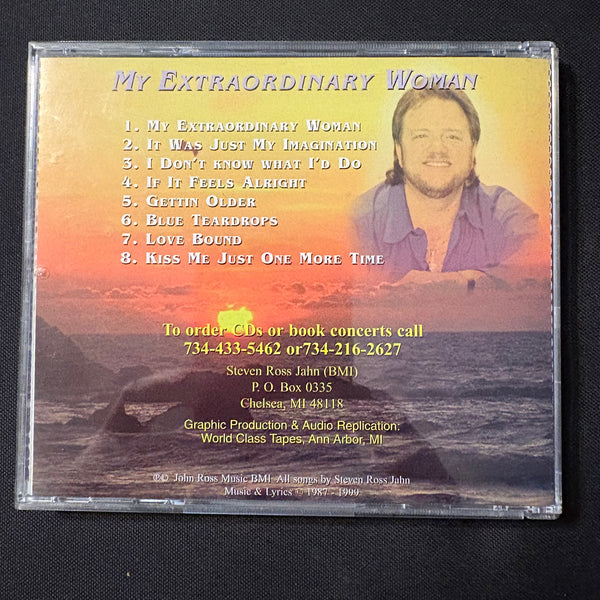 MY EXTRAORDINARY WOMAN
1. MY EXTRAORDINARY WOMAN
2. IT WAS JUST MY IMAGINATION
3. I DON'T KNOW WHAT I'D DO
4. IF IT FEELS ALRIGHT
5. GETTIN OLDER
6. BLUE TEARDROPS
7. LOVE BOUND
8. KISS ME JUST ONE MORE TIME
To order CDs or book concerts call
734-433-5462 or734-216-2627
Steven Ross Jahn (BMI)
P. O. Box 0335
Chelsea, MI 48118
Graphic Production & Audio Replication:
World Class Tapes, Ann Arbor, MI
℗© John Ross Music BMI All songs by Steven Ross Jahn
Music & Lyrics © 1987 - 1999